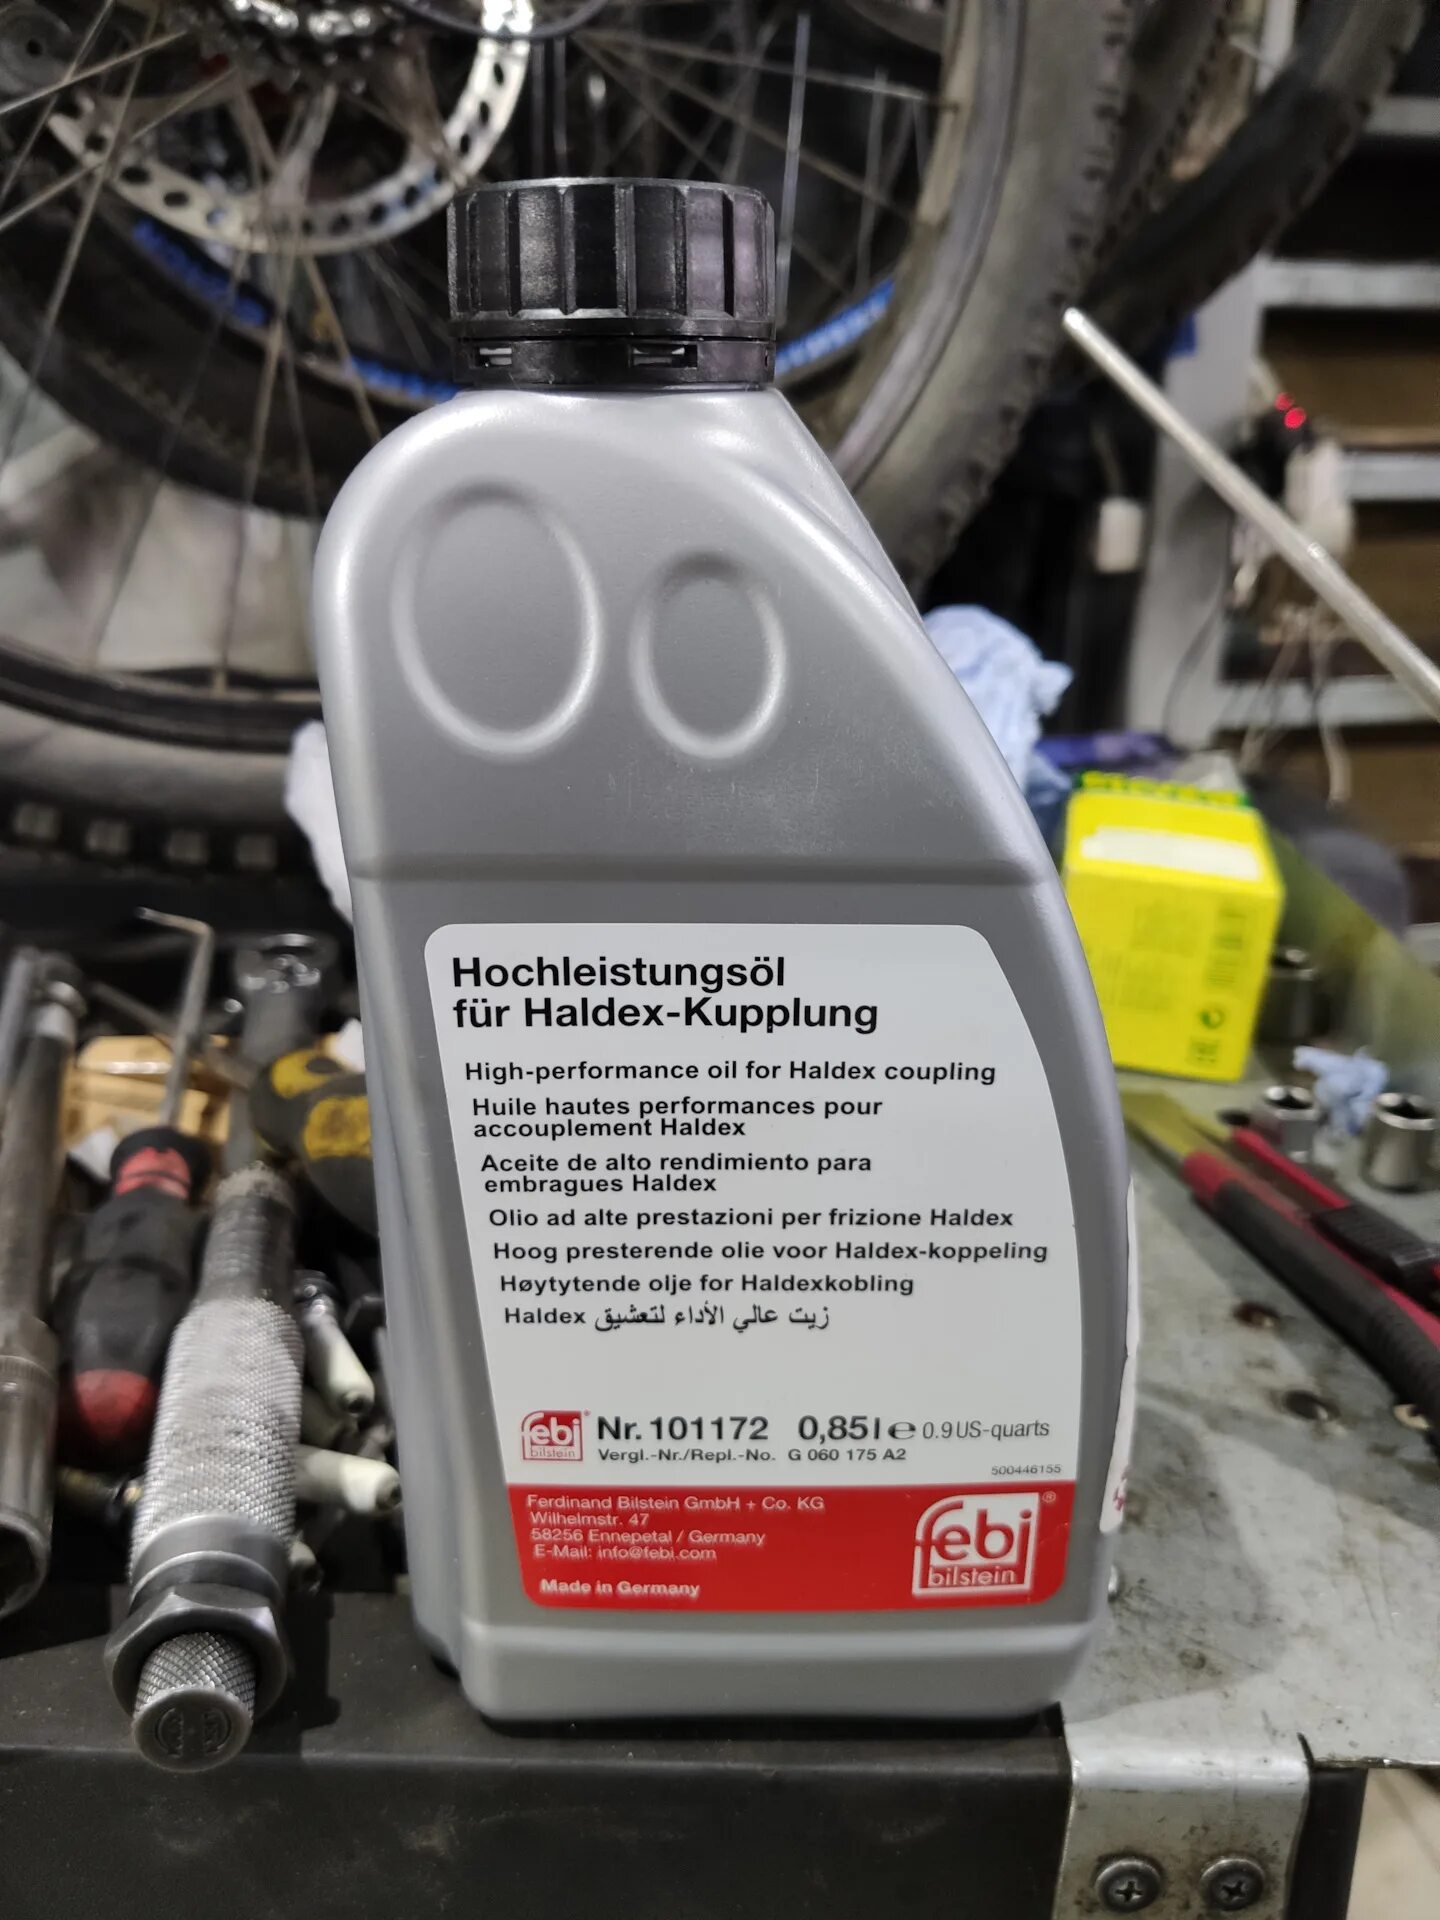 Hochleistungsöl
für Haldex-Kupplung
High-performance oil for Haldex coupling
Huile hautes performances pour
accouplement Haldex
Aceite de alto rendimiento para
embragues Haldex
Olio ad alte prestazioni per frizione Haldex
Hoog presterende olie voor Haldex-koppeling
Høytytende olje for Haldexkobling
زيت عالي الأداء لتعشيق Haldex
febi® Nr. 101172 0,85l ℮ 0.9 US-quarts
bilstein Vergl.-Nr./Repl.-No. G 060 175 A2
500446155
Ferdinand Bilstein GmbH + Co. KG
Wilhelmstr. 47
58256 Ennepetal / Germany
E-Mail: info@febi.com
Made in Germany
febi®
bilstein